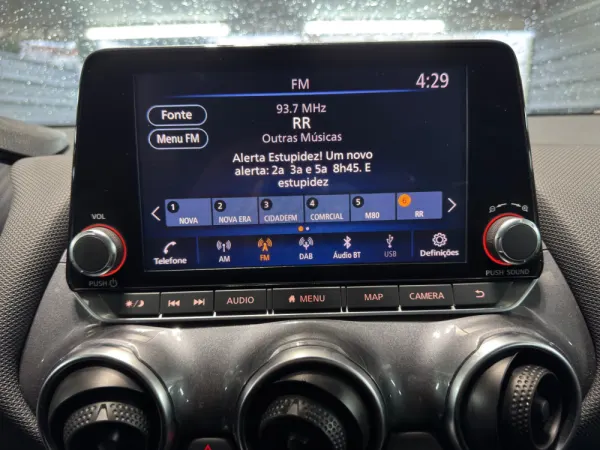 FM
4:29
Fonte
93.7 MHz
RR
Menu FM
Outras Músicas
Alerta Estupidez! Um novo
alerta: 2a 3a e 5a 8h45. E
estupidez
1 NOVA
2 NOVA ERA
3 CIDADEFM
4 COMRCIAL
5 M80
6 RR
Telefone
AM
FM
DAB
Áudio BT
USB
Definições
VOL
PUSH
PUSH SOUND
AUDIO
MENU
MAP
CAMERA